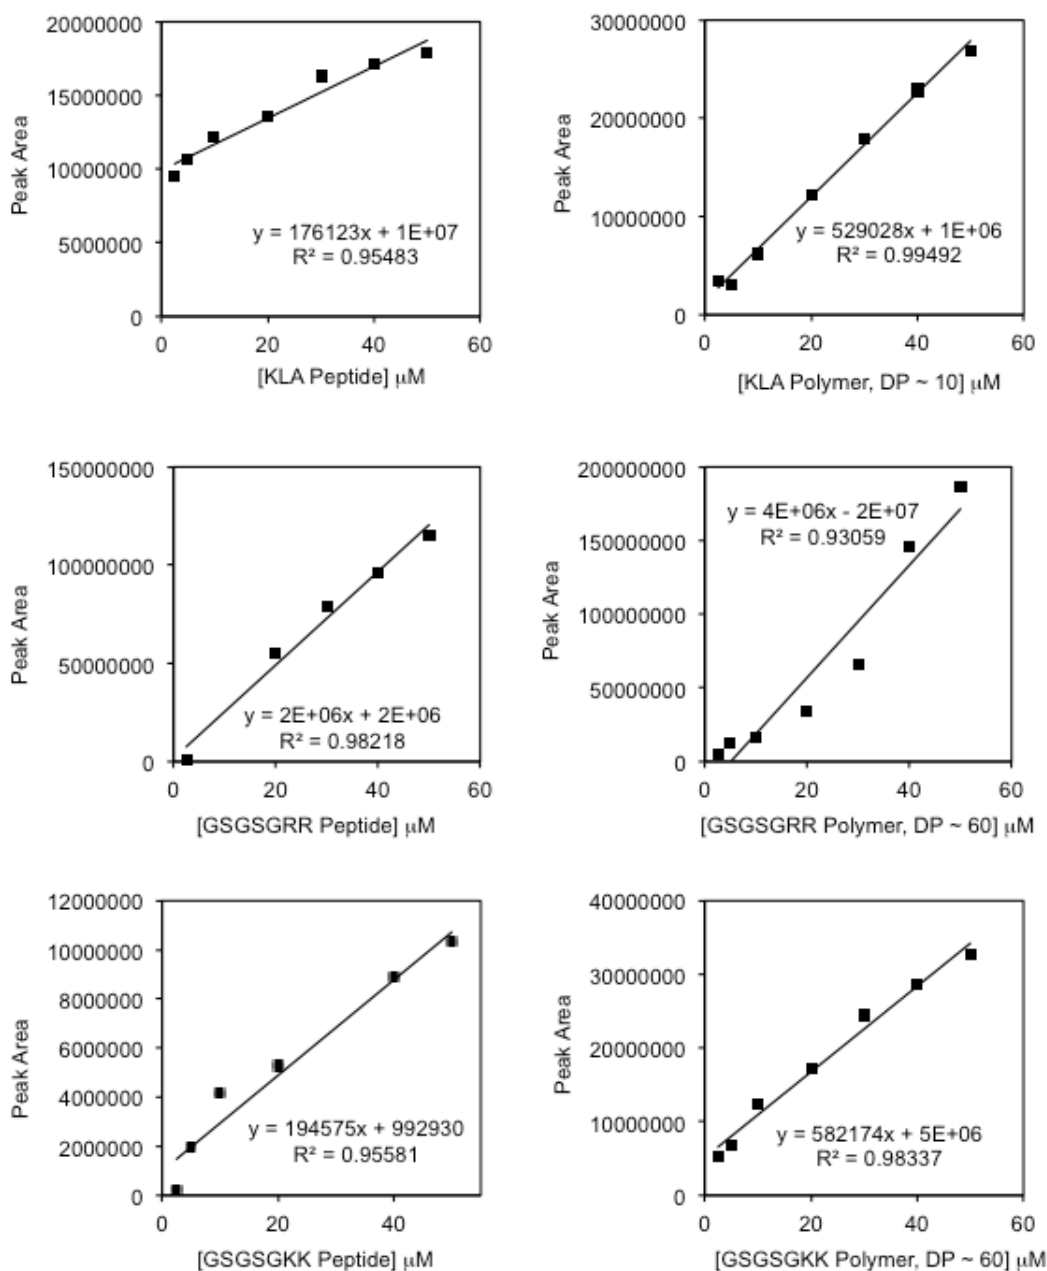 20000000
15000000
10000000
5000000
0
Peak Area
y = 176123x + 1E+07
R² = 0.95483
0 20 40 60
[KLA Peptide] μM
30000000
20000000
10000000
0
Peak Area
y = 529028x + 1E+06
R² = 0.99492
0 20 40 60
[KLA Polymer, DP ~ 10] μM
150000000
100000000
50000000
0
Peak Area
y = 2E+06x + 2E+06
R² = 0.98218
0 20 40 60
[GSGSGRR Peptide] μM
200000000
150000000
100000000
50000000
0
Peak Area
y = 4E+06x - 2E+07
R² = 0.93059
0 20 40 60
[GSGSGRR Polymer, DP ~ 60] μM
12000000
10000000
8000000
6000000
4000000
2000000
0
Peak Area
y = 194575x + 992930
R² = 0.95581
0 20 40
[GSGSGKK Peptide] μM
40000000
30000000
20000000
10000000
0
Peak Area
y = 582174x + 5E+06
R² = 0.98337
0 20 40 60
[GSGSGKK Polymer, DP ~ 60] μM